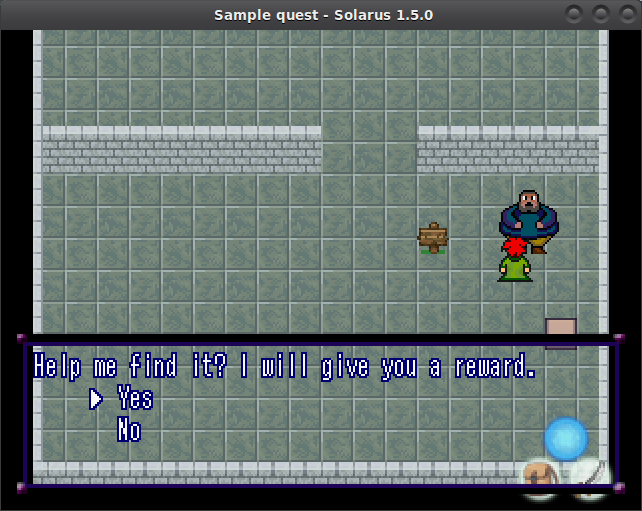 Sample quest - Solarus 1.5.0
Help me find it? I will give you a reward.
Yes
No